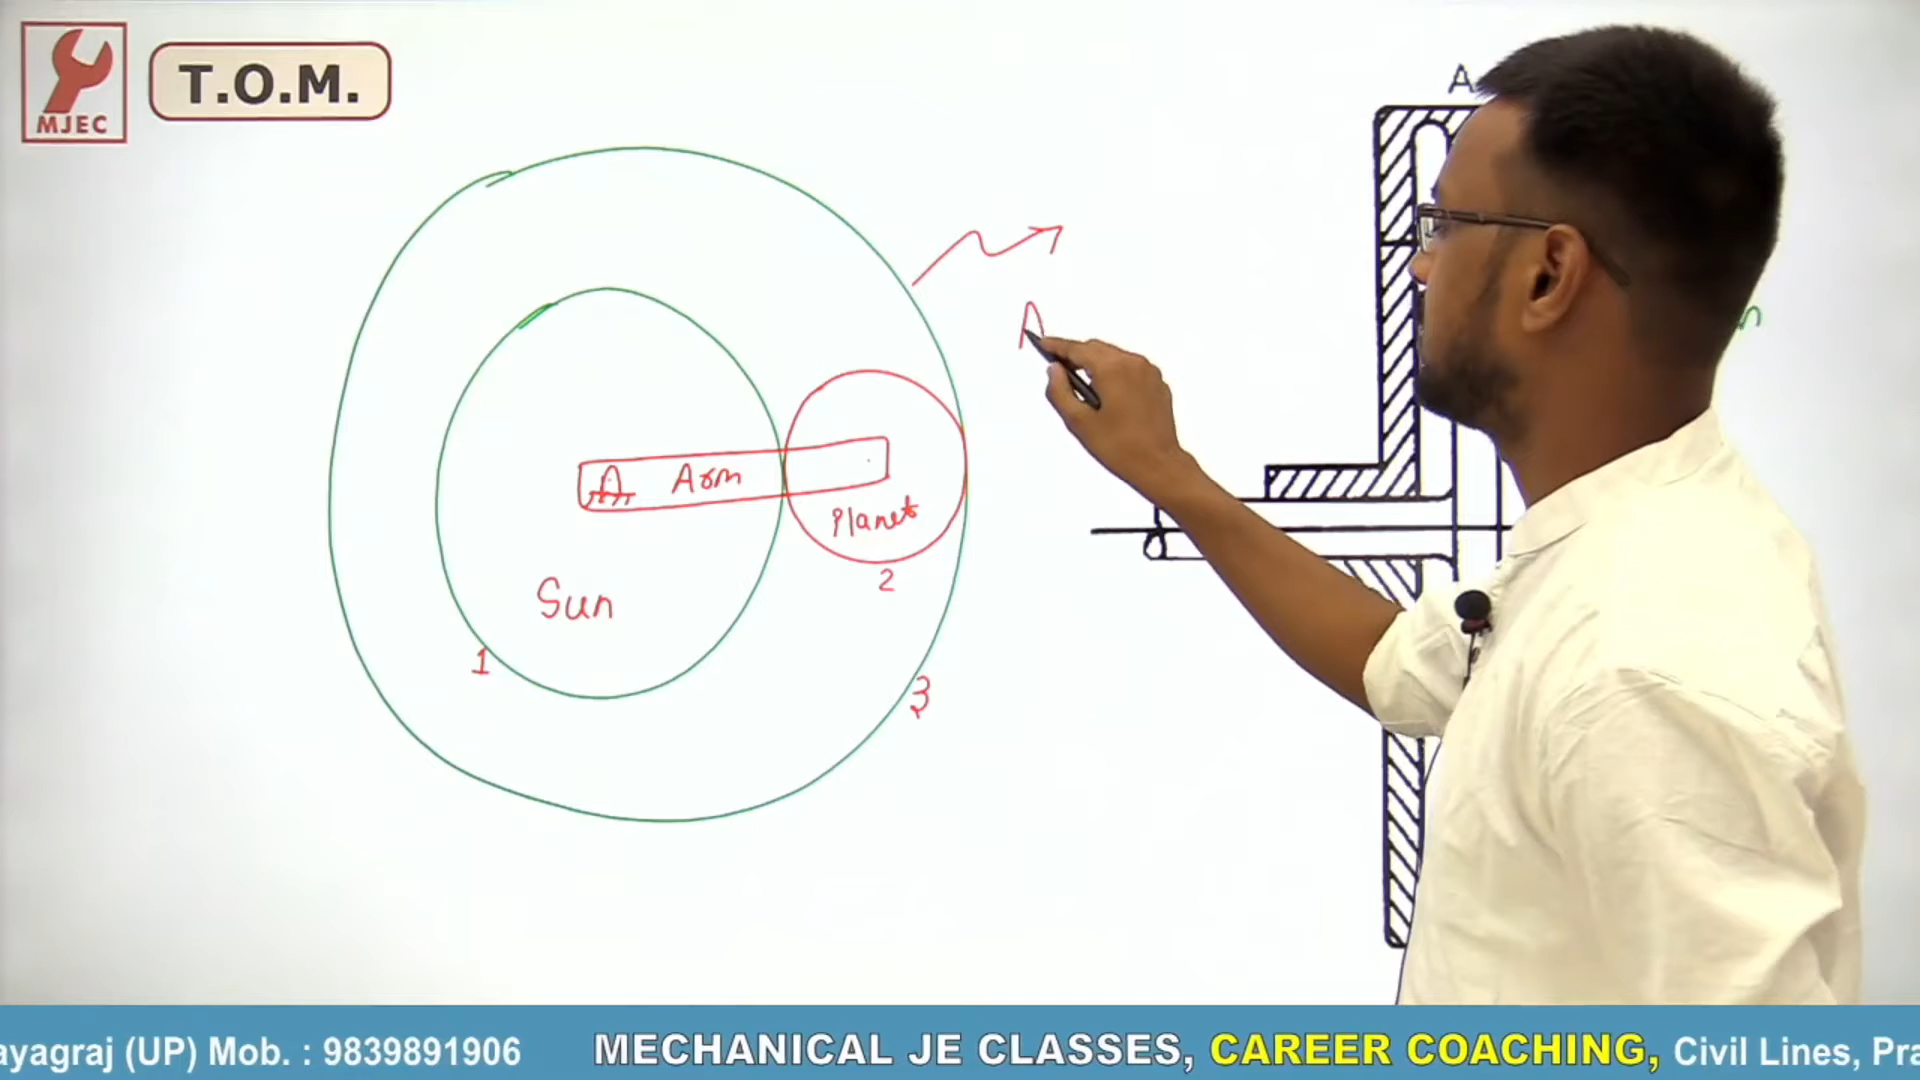 MJEC
T.O.M.
A
A
Arm
Planet
2
Sun
1
3
ayagraj (UP) Mob. : 9839891906 MECHANICAL JE CLASSES, CAREER COACHING, Civil Lines, Pra